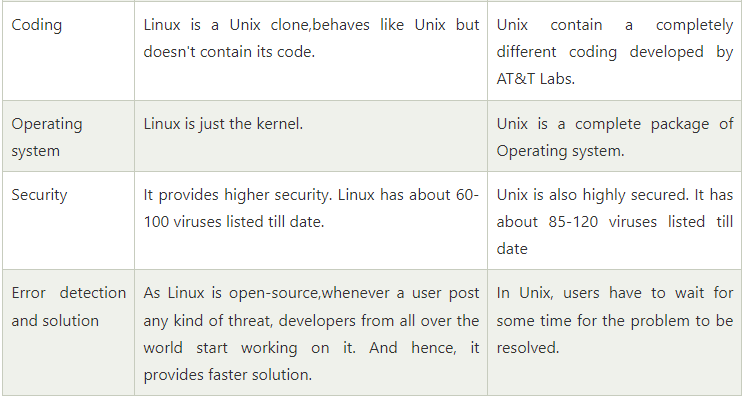 Coding
Linux is a Unix clone,behaves like Unix but
doesn't contain its code.
Unix contain a completely
different coding developed by
AT&T Labs.
Operating
system
Linux is just the kernel.
Unix is a complete package of
Operating system.
Security
It provides higher security. Linux has about 60-
100 viruses listed till date.
Unix is also highly secured. It has
about 85-120 viruses listed till
date
Error detection
and solution
As Linux is open-source,whenever a user post
any kind of threat, developers from all over the
world start working on it. And hence, it
provides faster solution.
In Unix, users have to wait for
some time for the problem to be
resolved.